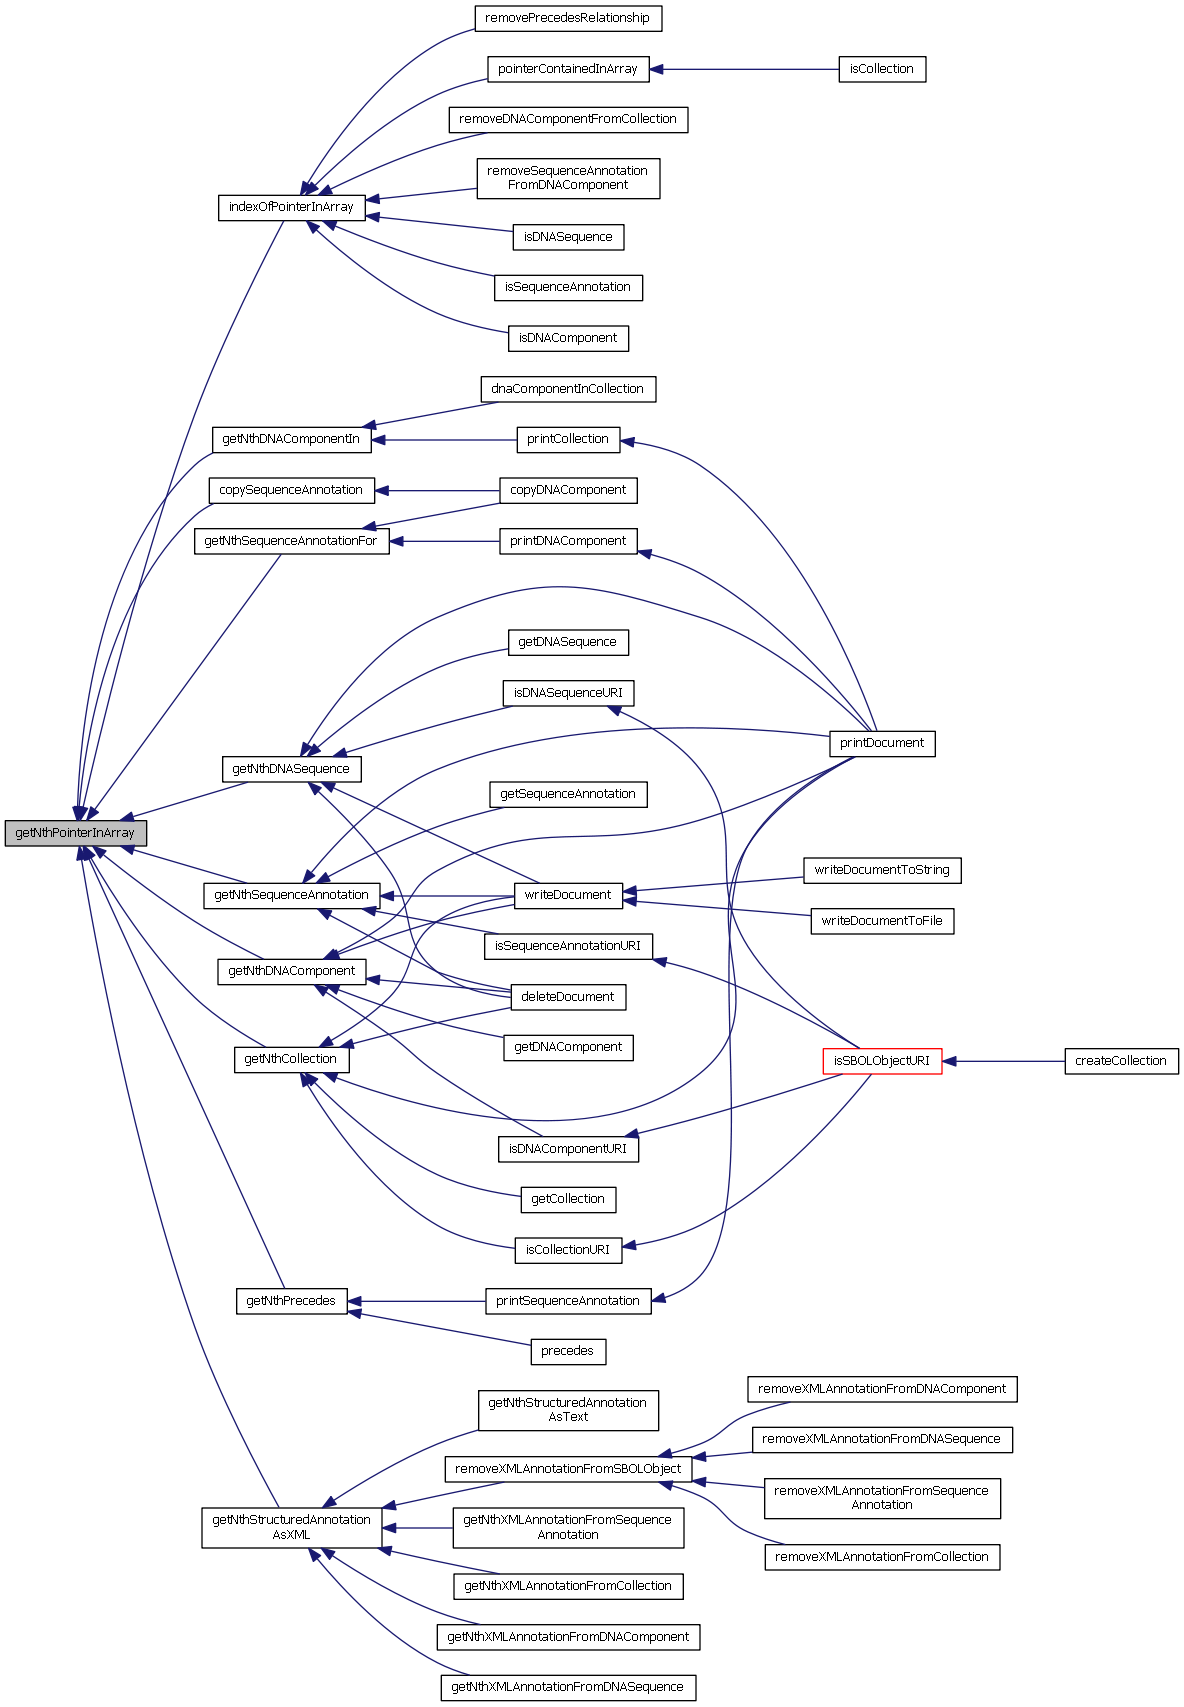 removePrecedesRelationship
pointerContainedInArray
isCollection
removeDNAComponentFromCollection
removeSequenceAnnotation
FromDNAComponent
indexOfPointerInArray
isDNASequence
isSequenceAnnotation
isDNAComponent
dnaComponentInCollection
getNthDNAComponentIn
printCollection
copySequenceAnnotation
copyDNAComponent
getNthSequenceAnnotationFor
printDNAComponent
getDNASequence
isDNASequenceURI
printDocument
getNthDNASequence
getSequenceAnnotation
getNthPointerInArray
writeDocumentToString
getNthSequenceAnnotation
writeDocument
writeDocumentToFile
isSequenceAnnotationURI
getNthDNAComponent
deleteDocument
getDNAComponent
getNthCollection
isSBOLObjectURI
createCollection
isDNAComponentURI
getCollection
isCollectionURI
getNthPrecedes
printSequenceAnnotation
precedes
removeXMLAnnotationFromDNAComponent
getNthStructuredAnnotation
AsText
removeXMLAnnotationFromDNASequence
removeXMLAnnotationFromSBOLObject
removeXMLAnnotationFromSequence
Annotation
getNthStructuredAnnotation
AsXML
getNthXMLAnnotationFromSequence
Annotation
removeXMLAnnotationFromCollection
getNthXMLAnnotationFromCollection
getNthXMLAnnotationFromDNAComponent
getNthXMLAnnotationFromDNASequence